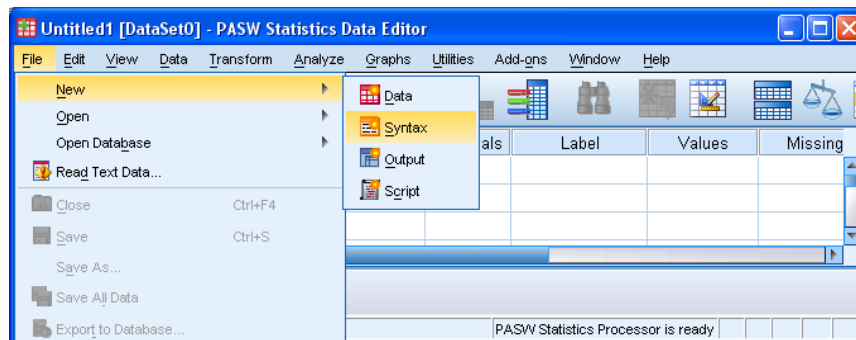 Untitled1 [DataSet0] - PASW Statistics Data Editor
File Edit View Data Transform Analyze Graphs Utilities Add-ons Window Help
New
Open
Open Database
Read Text Data...
Close Ctrl+F4
Save Ctrl+S
Save As...
Save All Data
Export to Database...
Data
Syntax
Output
Script
als Label Values Missing
PASW Statistics Processor is ready